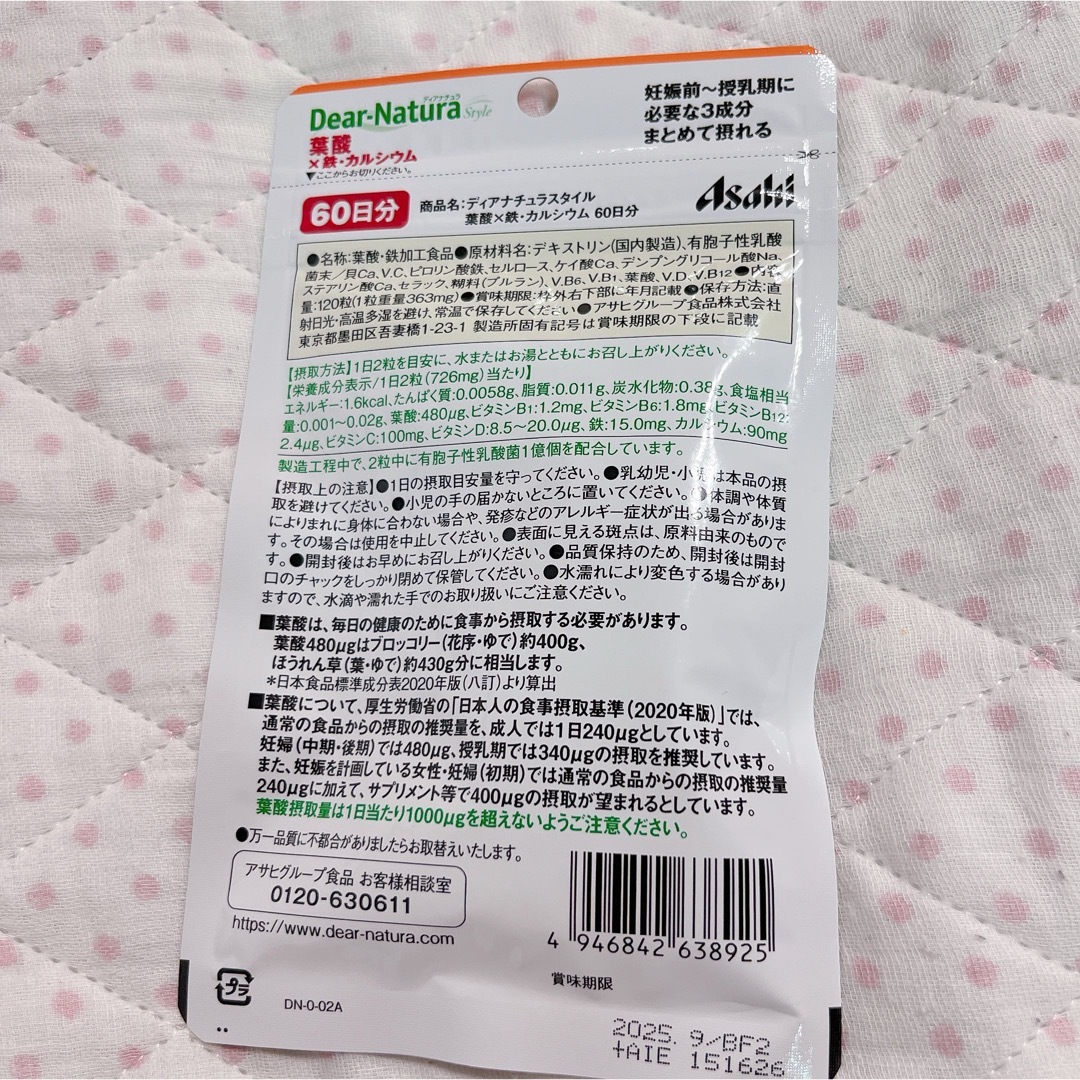 ディアナチュラ
Dear-Natura Style
葉酸
×鉄・カルシウム
▼ここからお切りください。
妊娠前〜授乳期に
必要な3成分
まとめて摂れる
Asahi
60日分
商品名:ディアナチュラスタイル
葉酸×鉄・カルシウム 60日分
●名称:葉酸・鉄加工食品●原材料名:デキストリン(国内製造)、有胞子性乳酸
菌末/貝Ca、V.C、ピロリン酸鉄、セルロース、ケイ酸Ca、デンプングリコール酸Na、
ステアリン酸Ca、セラック、糊料(プルラン)、V.B6、V.B1、葉酸、V.D、V.B12●内容
量:120粒(1粒重量363mg)●賞味期限:枠外右下部に年月記載●保存方法:直
射日光・高温多湿を避け、常温で保存してください●アサヒグループ食品株式会社
東京都墨田区吾妻橋1-23-1 製造所固有記号は賞味期限の下段に記載
【摂取方法】1日2粒を目安に、水またはお湯とともにお召し上がりください。
【栄養成分表示/1日2粒(726mg)当たり】
エネルギー:1.6kcal、たんぱく質:0.0058g、脂質:0.011g、炭水化物:0.38g、食塩相当
量:0.001〜0.02g、葉酸:480μg、ビタミンB1:1.2mg、ビタミンB6:1.8mg、ビタミンB12:
2.4μg、ビタミンC:100mg、ビタミンD:8.5〜20.0μg、鉄:15.0mg、カルシウム:90mg
製造工程中で、2粒中に有胞子性乳酸菌1億個を配合しています。
【摂取上の注意】●1日の摂取目安量を守ってください。●乳幼児・小児は本品の摂
取を避けてください。●小児の手の届かないところに置いてください。●体調や体質
によりまれに身体に合わない場合や、発疹などのアレルギー症状が出る場合がありま
す。その場合は使用を中止してください。●表面に見える斑点は、原料由来のもので
す。●開封後はお早めにお召し上がりください。●品質保持のため、開封後は開封
口のチャックをしっかり閉めて保管してください。●水濡れにより変色する場合があり
ますので、水滴や濡れた手でのお取り扱いにご注意ください。
■葉酸は、毎日の健康のために食事から摂取する必要があります。
葉酸480μgはブロッコリー(花序・ゆで)約400g、
ほうれん草(葉・ゆで)約430g分に相当します。
*日本食品標準成分表2020年版(八訂)より算出
■葉酸について、厚生労働省の「日本人の食事摂取基準(2020年版)」では、
通常の食品からの摂取の推奨量を、成人では1日240μgとしています。
妊婦(中期・後期)では480μg、授乳期では340μgの摂取を推奨しています。
また、妊娠を計画している女性・妊婦(初期)では通常の食品からの摂取の推奨量
240μgに加えて、サプリメント等で400μgの摂取が望まれるとしています。
葉酸摂取量は1日当たり1000μgを超えないようご注意ください。
●万一品質に不都合がありましたらお取替えいたします。
アサヒグループ食品 お客様相談室
0120-630611
https://www.dear-natura.com
4 946842 638925
プラ
DN-0-02A
賞味期限
2025. 9/BF2
+AIE 151626